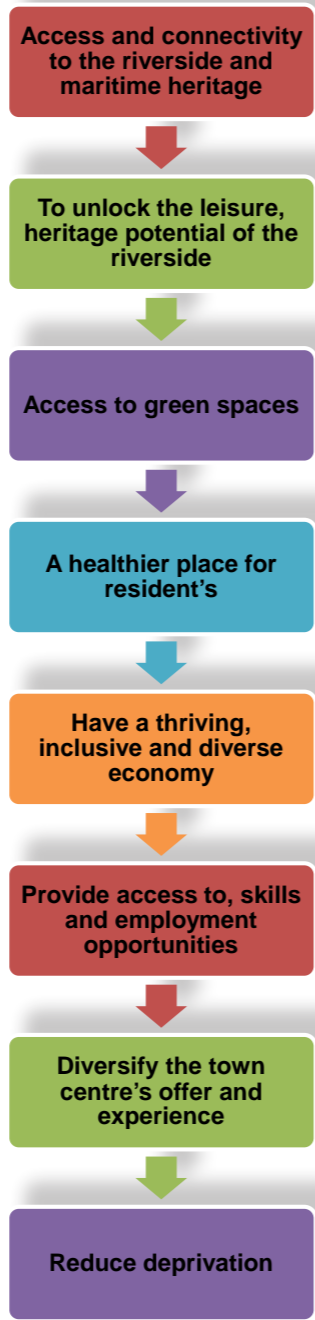 Access and connectivity
to the riverside and
maritime heritage
To unlock the leisure,
heritage potential of the
riverside
Access to green spaces
A healthier place for
resident's
Have a thriving,
inclusive and diverse
economy
Provide access to, skills
and employment
opportunities
Diversify the town
centre's offer and
experience
Reduce deprivation